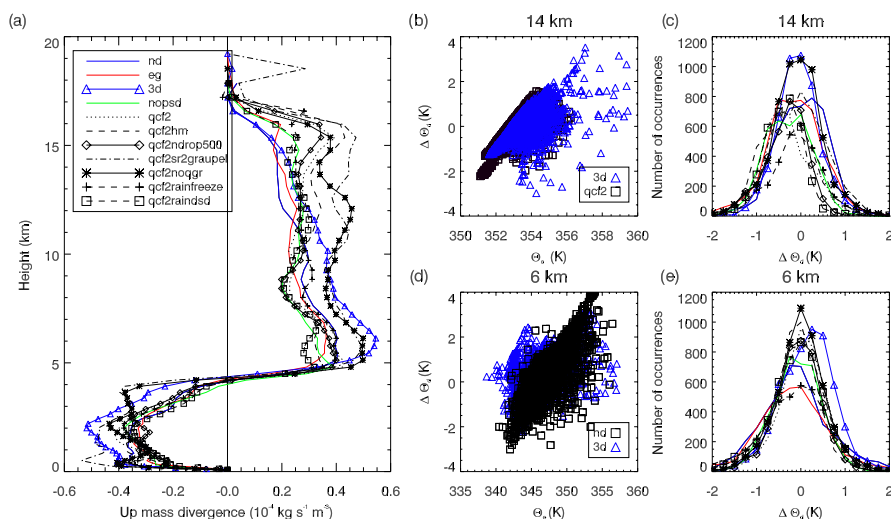 (a)
Height (km)
20
15
10
5
0
nd
eg
3d
nopsd
qcf2
qcf2hm
qcf2ndrop500
qcf2sr2graupel
qcf2noqgr
qcf2rainfreeze
qcf2raindsd
-0.6 -0.4 -0.2 -0.0 0.2 0.4 0.6
Up mass divergence (10⁻⁴ kg s⁻¹ m⁻³)
(b) 14 km
Δ Θd (K)
4
2
0
-2
-4
3d
qcf2
350 352 354 356 358 360
Θe (K)
(c) 14 km
Number of occurrences
1200
1000
800
600
400
200
0
-2 -1 0 1 2
Δ Θd (K)
(d) 6 km
Δ Θd (K)
4
2
0
-2
-4
nd
3d
335 340 345 350 355 360
Θe (K)
(e) 6 km
Number of occurrences
1200
1000
800
600
400
200
0
-2 -1 0 1 2
Δ Θd (K)